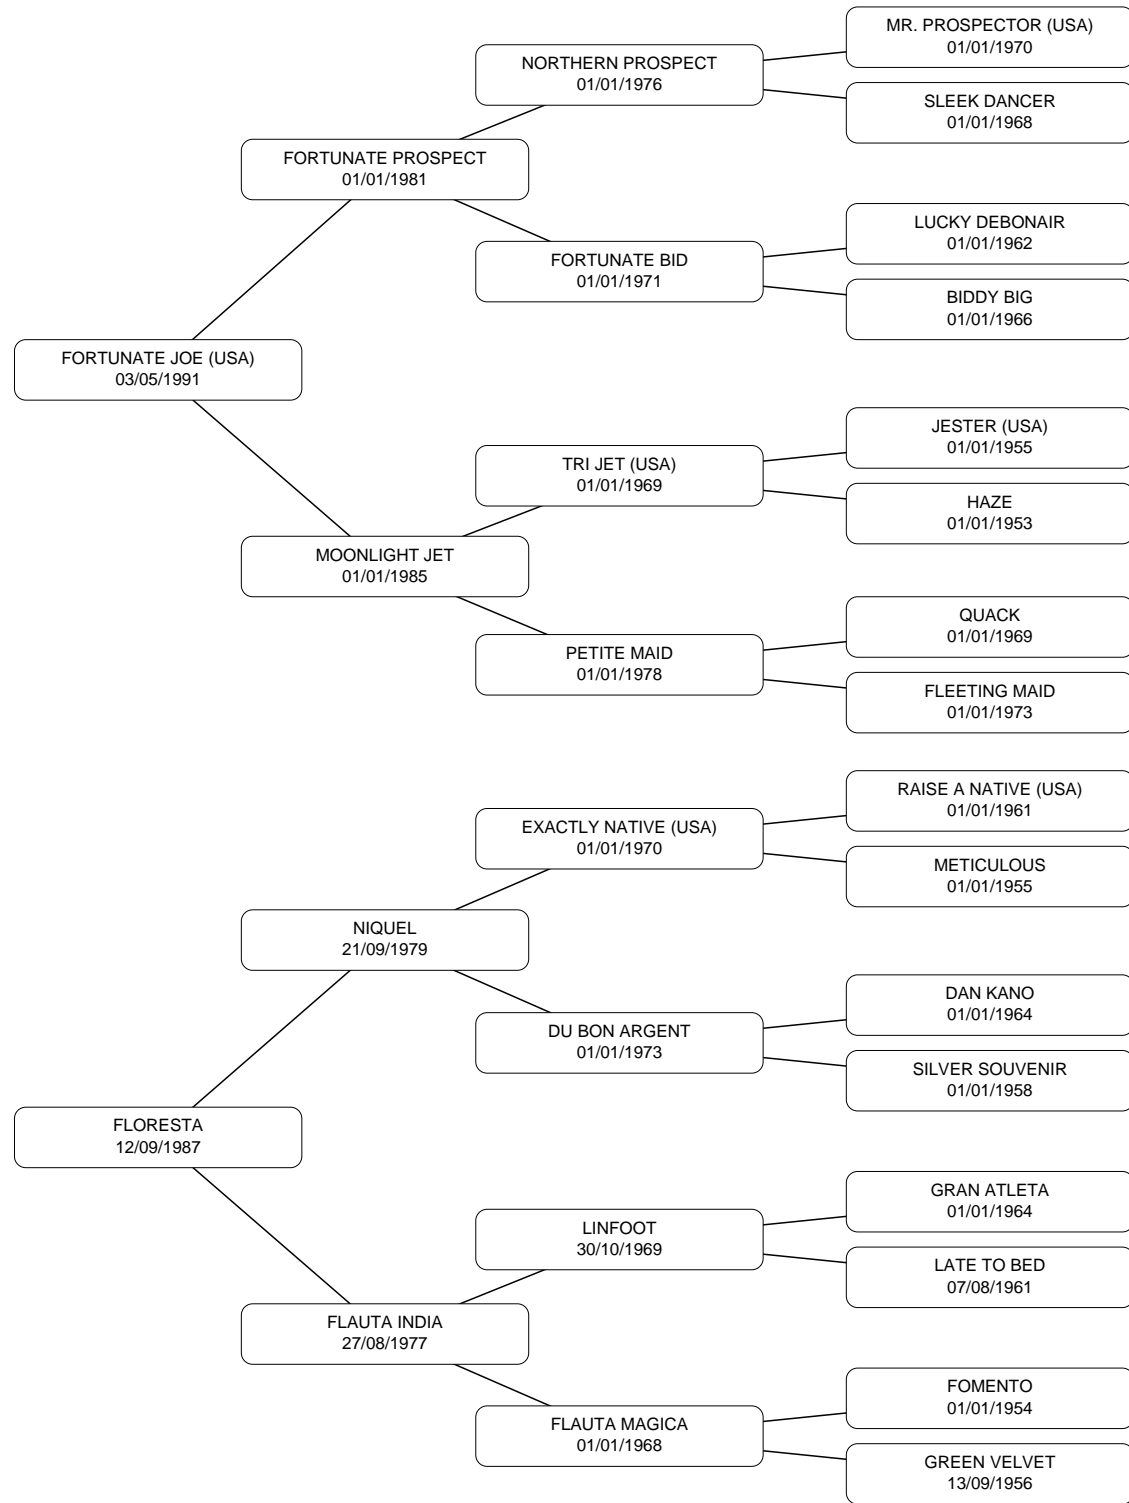 MR. PROSPECTOR (USA)
01/01/1970
NORTHERN PROSPECT
01/01/1976
SLEEK DANCER
01/01/1968
FORTUNATE PROSPECT
01/01/1981
LUCKY DEBONAIR
01/01/1962
FORTUNATE BID
01/01/1971
BIDDY BIG
01/01/1966
FORTUNATE JOE (USA)
03/05/1991
JESTER (USA)
01/01/1955
TRI JET (USA)
01/01/1969
HAZE
01/01/1953
MOONLIGHT JET
01/01/1985
QUACK
01/01/1969
PETITE MAID
01/01/1978
FLEETING MAID
01/01/1973
RAISE A NATIVE (USA)
01/01/1961
EXACTLY NATIVE (USA)
01/01/1970
METICULOUS
01/01/1955
NIQUEL
21/09/1979
DAN KANO
01/01/1964
DU BON ARGENT
01/01/1973
SILVER SOUVENIR
01/01/1958
FLORESTA
12/09/1987
GRAN ATLETA
01/01/1964
LINFOOT
30/10/1969
LATE TO BED
07/08/1961
FLAUTA INDIA
27/08/1977
FOMENTO
01/01/1954
FLAUTA MAGICA
01/01/1968
GREEN VELVET
13/09/1956